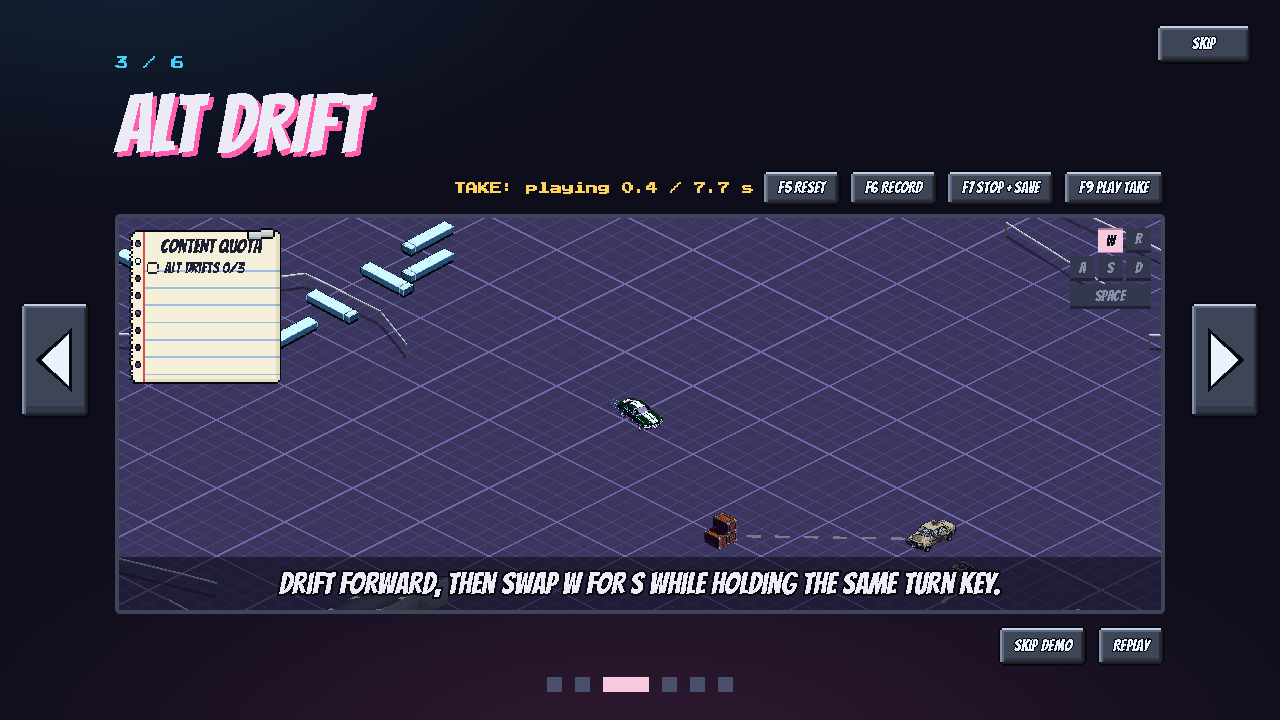 SKIP
3 / 6
ALT DRIFT
TAKE: playing 0.4 / 7.7 s
F5 RESET
F6 RECORD
F7 STOP + SAVE
F9 PLAY TAKE
CONTENT QUOTA
ALT DRIFTS 0/3
W R
A S D
SPACE
DRIFT FORWARD, THEN SWAP W FOR S WHILE HOLDING THE SAME TURN KEY.
SKIP DEMO
REPLAY